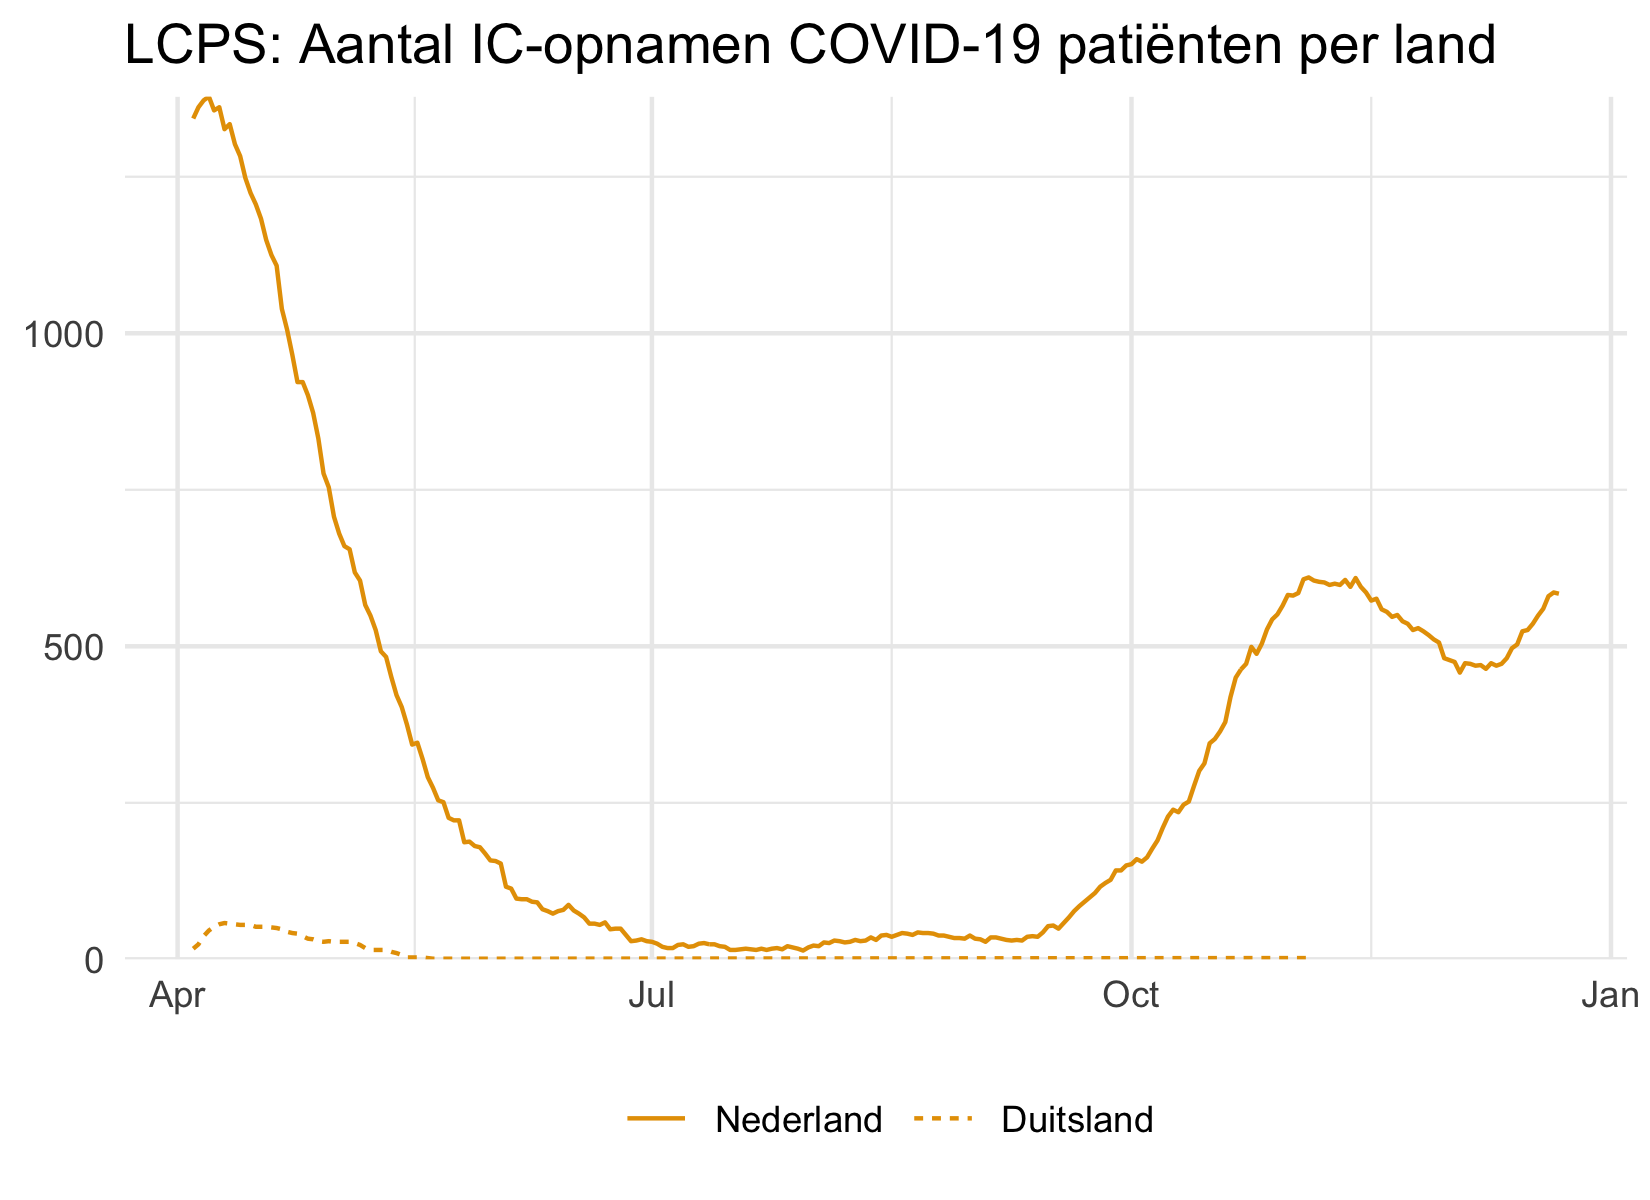 LCPS: Aantal IC-opnamen COVID-19 patiënten per land
1000
500
0
Apr Jul Oct Jan
Nederland Duitsland